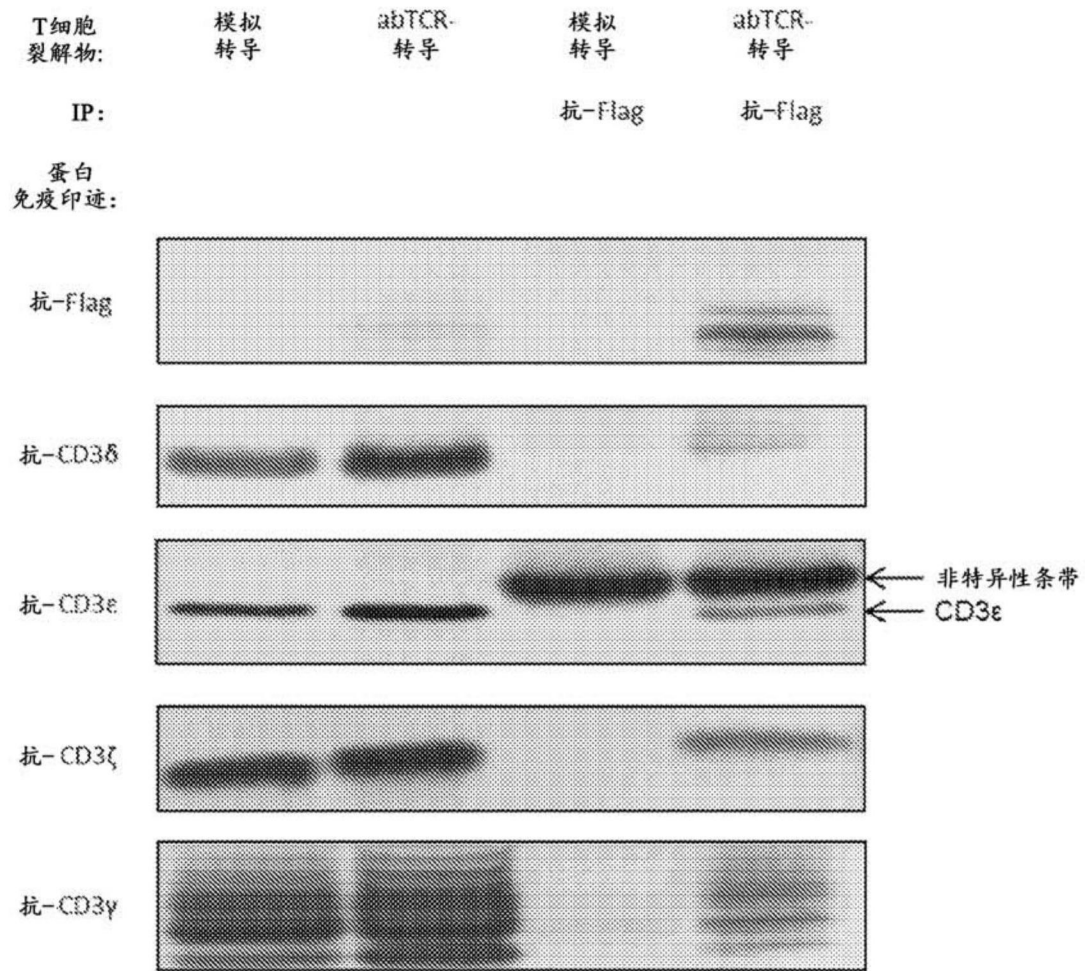 T细胞
裂解物:
模拟
转导
abTCR-
转导
模拟
转导
abTCR-
转导
IP:
抗-Flag
抗-Flag
蛋白
免疫印迹:
抗-Flag
抗-CD3δ
抗-CD3ε
非特异性条带
CD3ε
抗-CD3ζ
抗-CD3γ